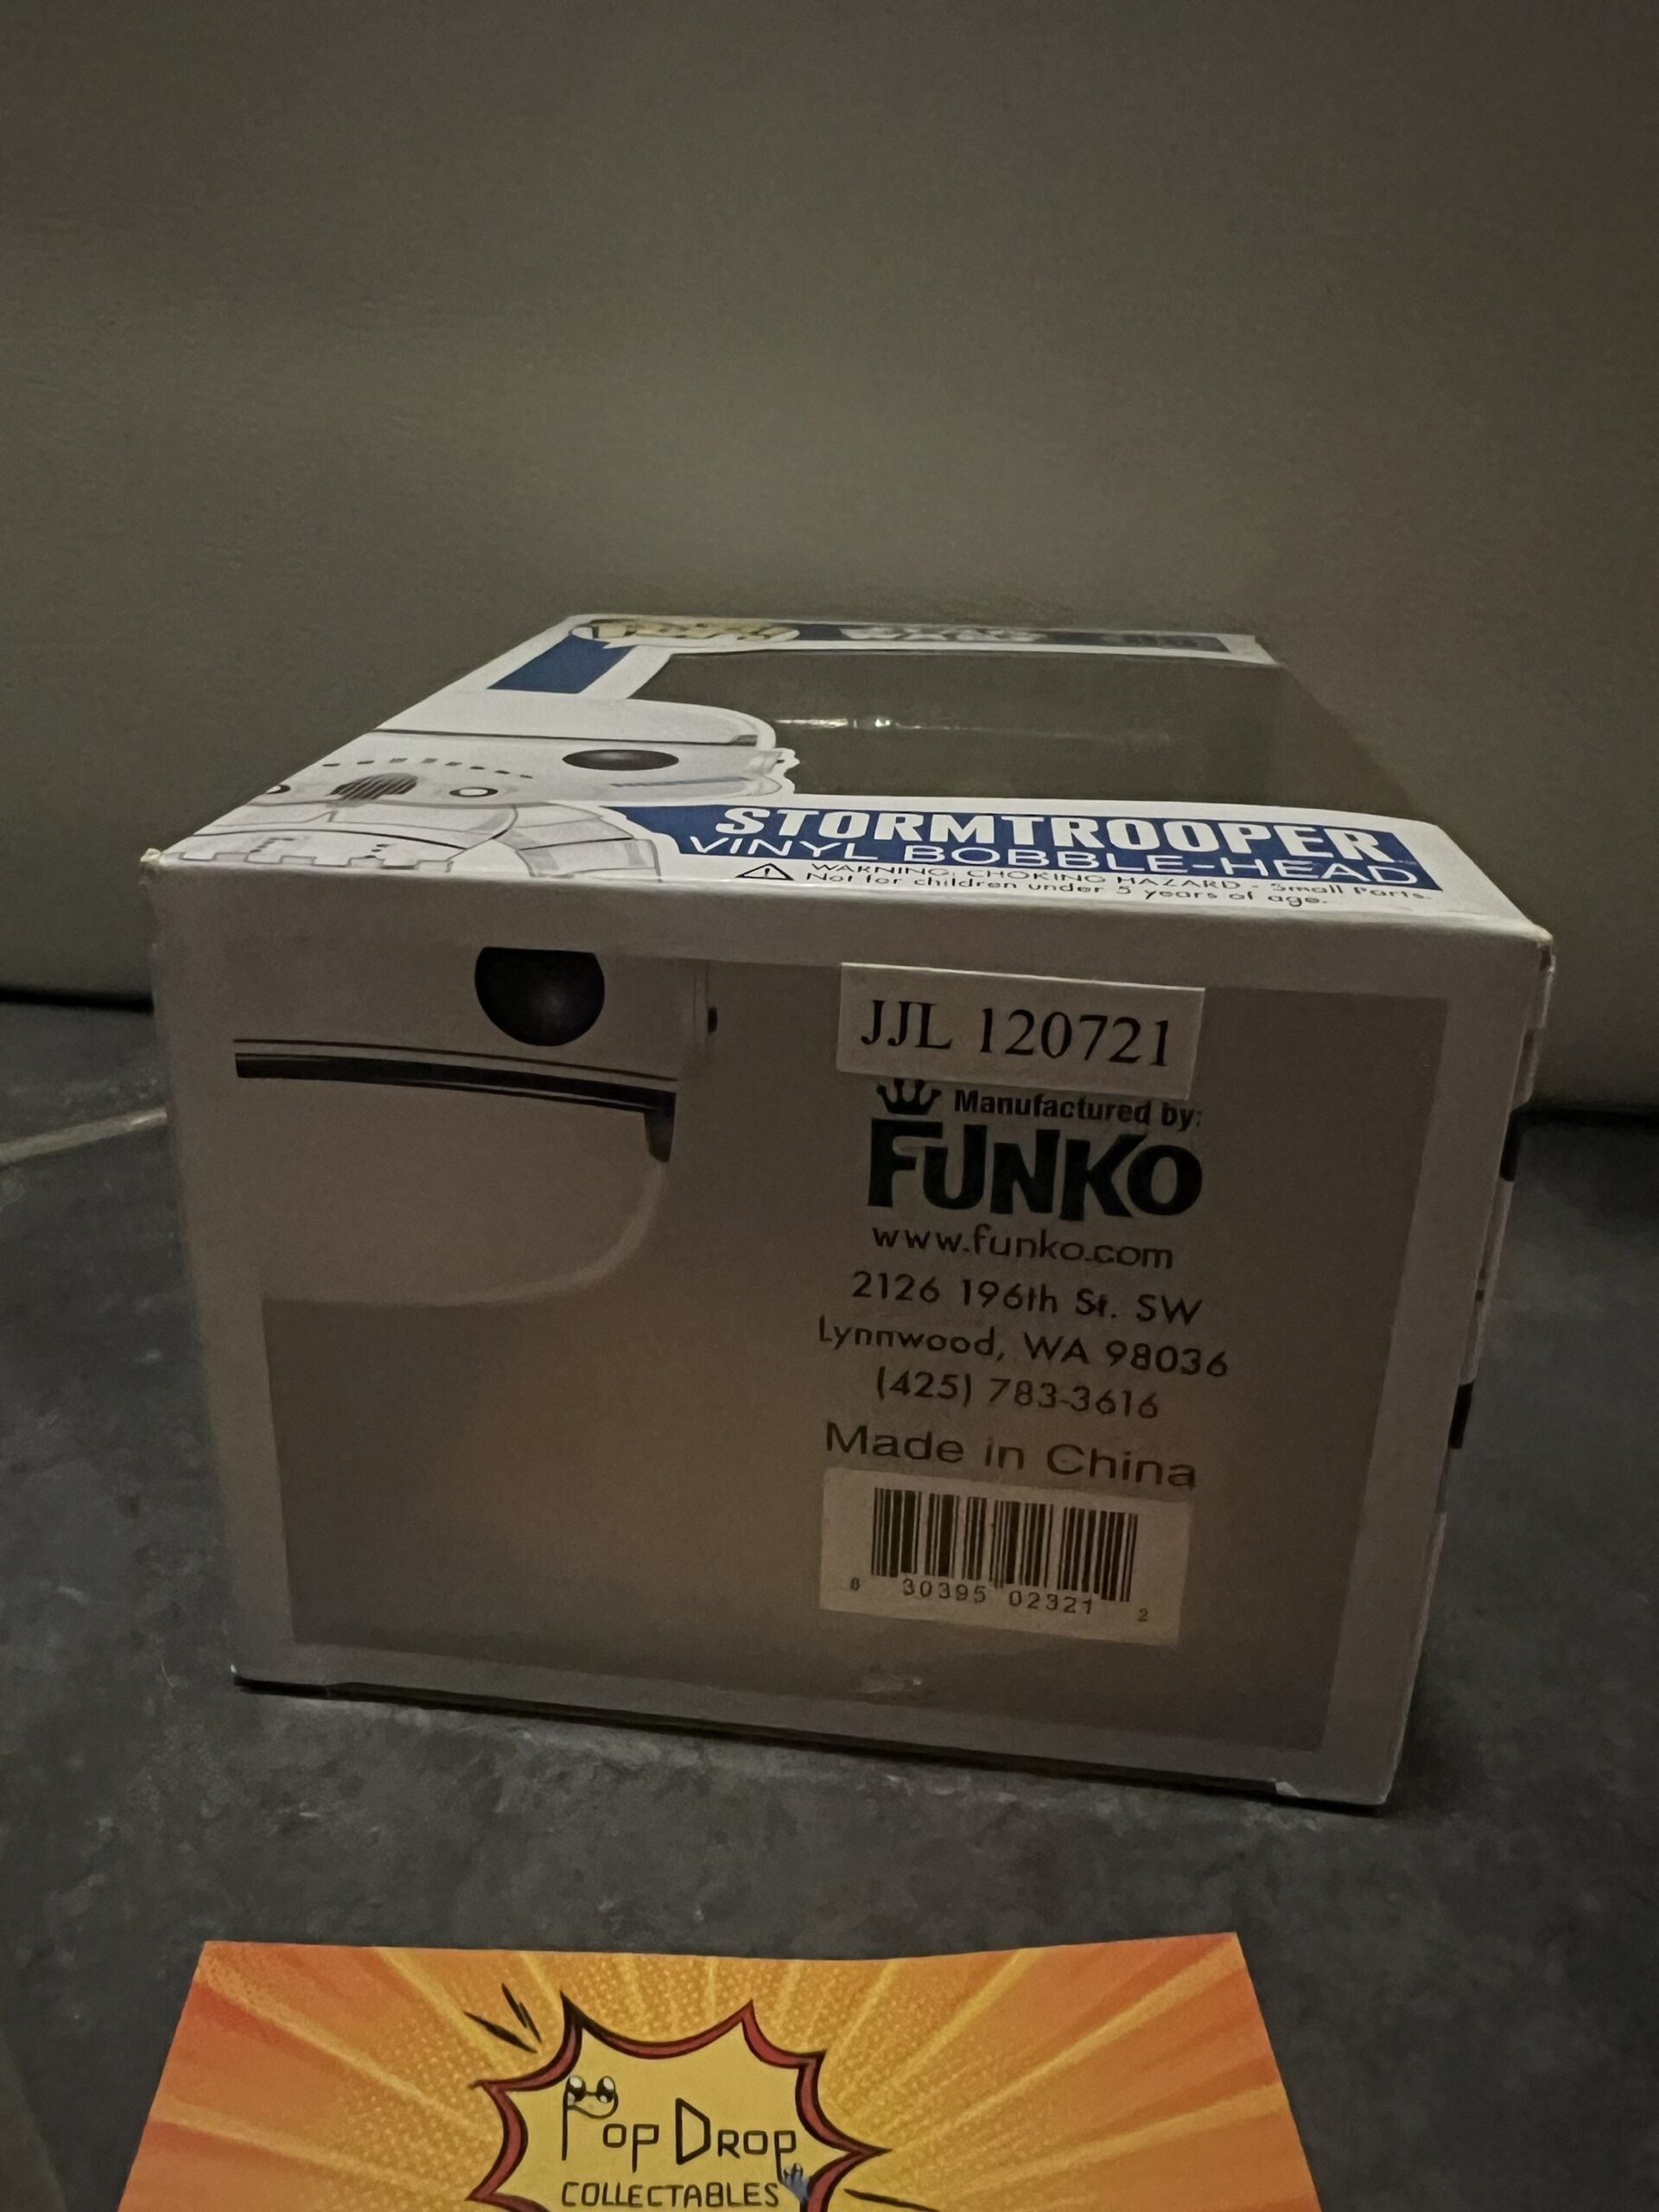 STORMTROOPER
VINYL BOBBLE-HEAD
WARNING: CHOKING HAZARD - Small Parts.
Not for children under 5 years of age.
JJL 120721
Manufactured by:
FUNKO
www.funko.com
2126 196th St. SW
Lynnwood, WA 98036
(425) 783-3616
Made in China
8 30395 02321 2
POP DROP
COLLECTABLES